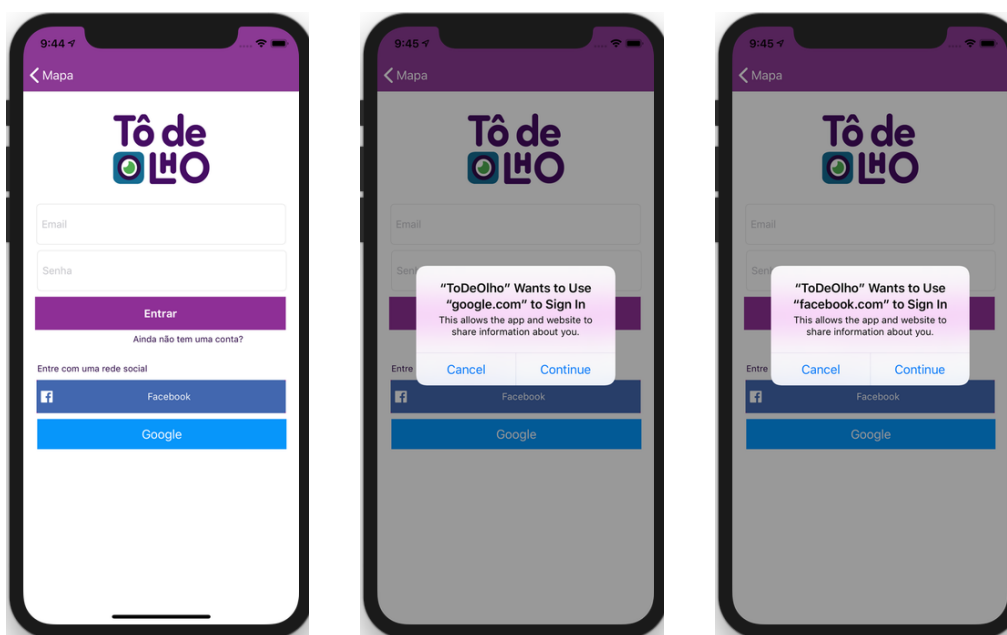 9:44
Mapa
Tô de
OLHO
Email
Senha
Entrar
Ainda não tem uma conta?
Entre com uma rede social
Facebook
Google
9:45
Mapa
Tô de
OLHO
Email
“ToDeOlho” Wants to Use
“google.com” to Sign In
This allows the app and website to
share information about you.
Cancel Continue
Entre
Facebook
Google
9:45
Mapa
Tô de
OLHO
Email
“ToDeOlho” Wants to Use
“facebook.com” to Sign In
This allows the app and website to
share information about you.
Cancel Continue
Entre
Facebook
Google